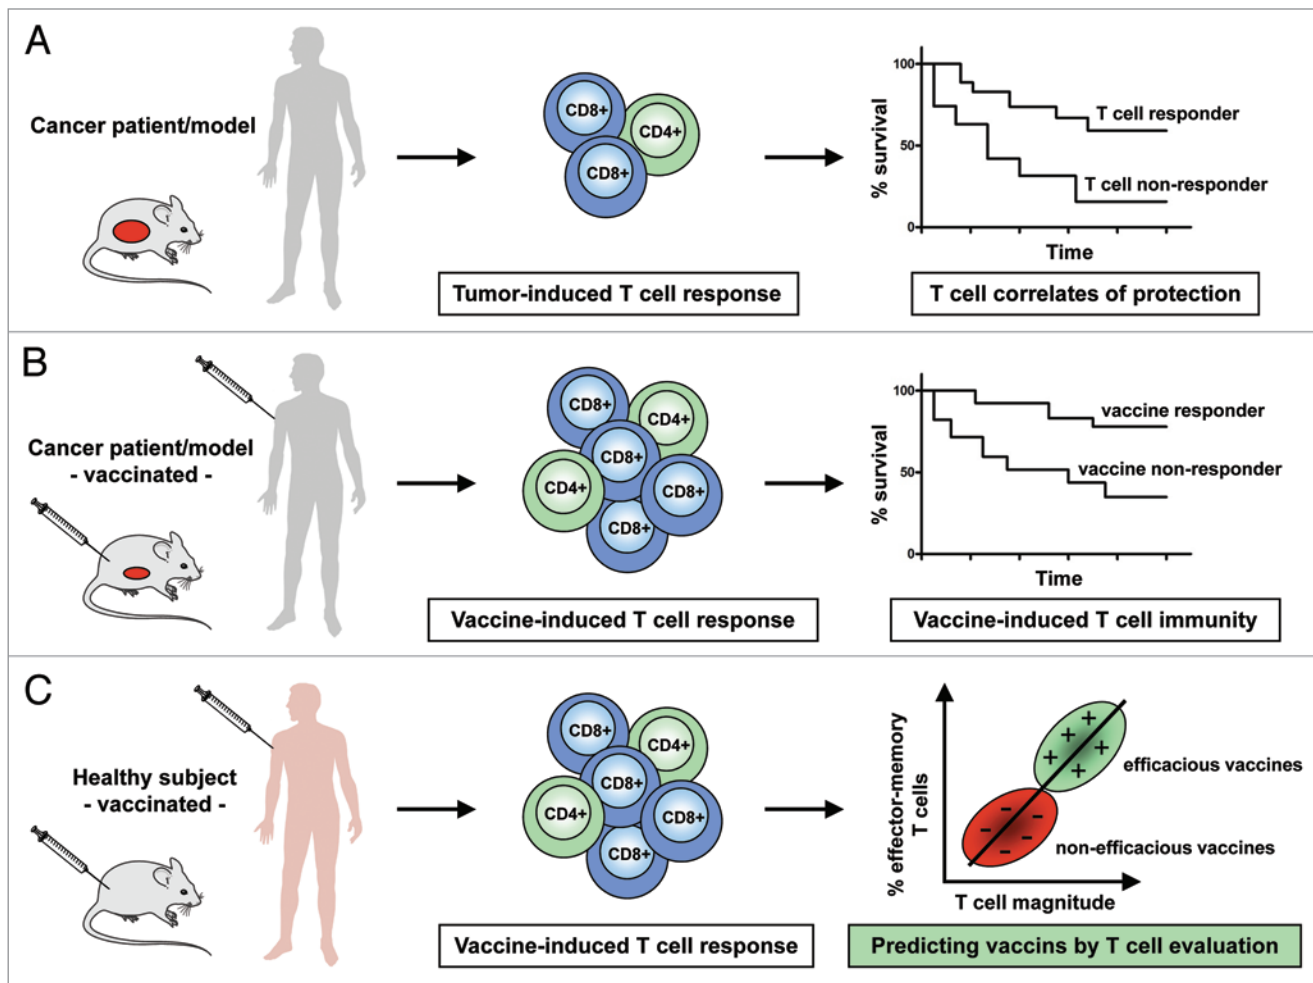 A
Cancer patient/model
CD8+
CD4+
CD8+
Tumor-induced T cell response
% survival
100
50
0
T cell responder
T cell non-responder
Time
T cell correlates of protection
B
Cancer patient/model
- vaccinated -
CD8+
CD4+
CD8+
CD4+
CD8+
CD8+
Vaccine-induced T cell response
% survival
100
50
0
vaccine responder
vaccine non-responder
Time
Vaccine-induced T cell immunity
C
Healthy subject
- vaccinated -
CD8+
CD4+
CD8+
CD4+
CD8+
CD8+
Vaccine-induced T cell response
% effector-memory
T cells
+ + + + +
efficacious vaccines
- - - - -
non-efficacious vaccines
T cell magnitude
Predicting vaccins by T cell evaluation